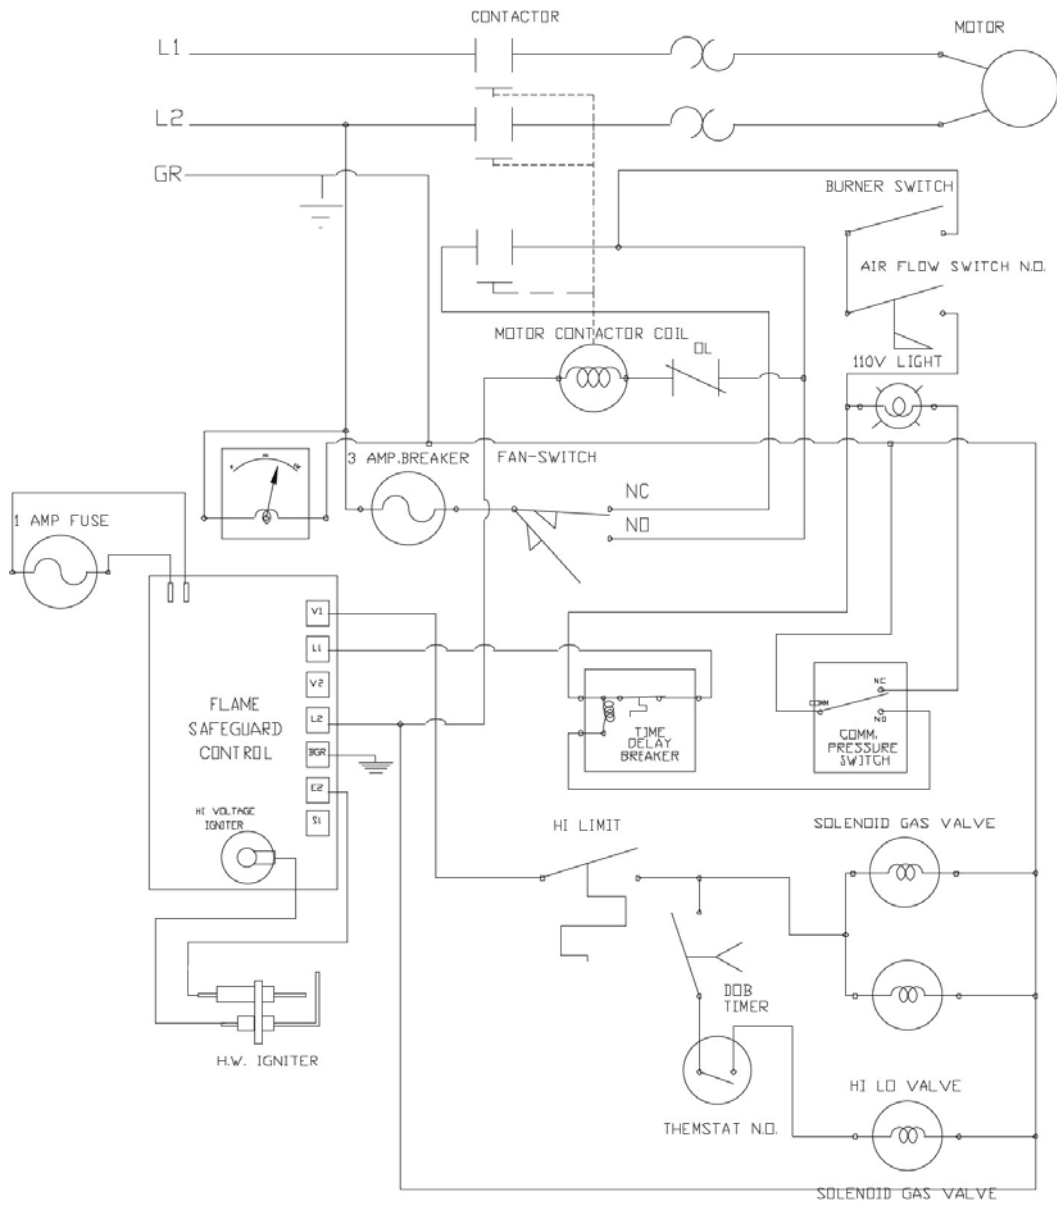 CONTACTOR
MOTOR
L1
L2
GR
BURNER SWITCH
AIR FLOW SWITCH N.O.
MOTOR CONTACTOR COIL
OL
110V LIGHT
3 AMP.BREAKER
FAN-SWITCH
NC
NO
1 AMP FUSE
V1
L1
V2
L2
BGR
E2
S1
FLAME
SAFEGUARD
CONTROL
HI VOLTAGE
IGNITER
TIME
DELAY
BREAKER
NC
COMM
NO
COMM.
PRESSURE
SWITCH
HI LIMIT
SOLENOID GAS VALVE
DOB
TIMER
H.W. IGNITER
THEMSTAT N.O.
HI LO VALVE
SOLENOID GAS VALVE